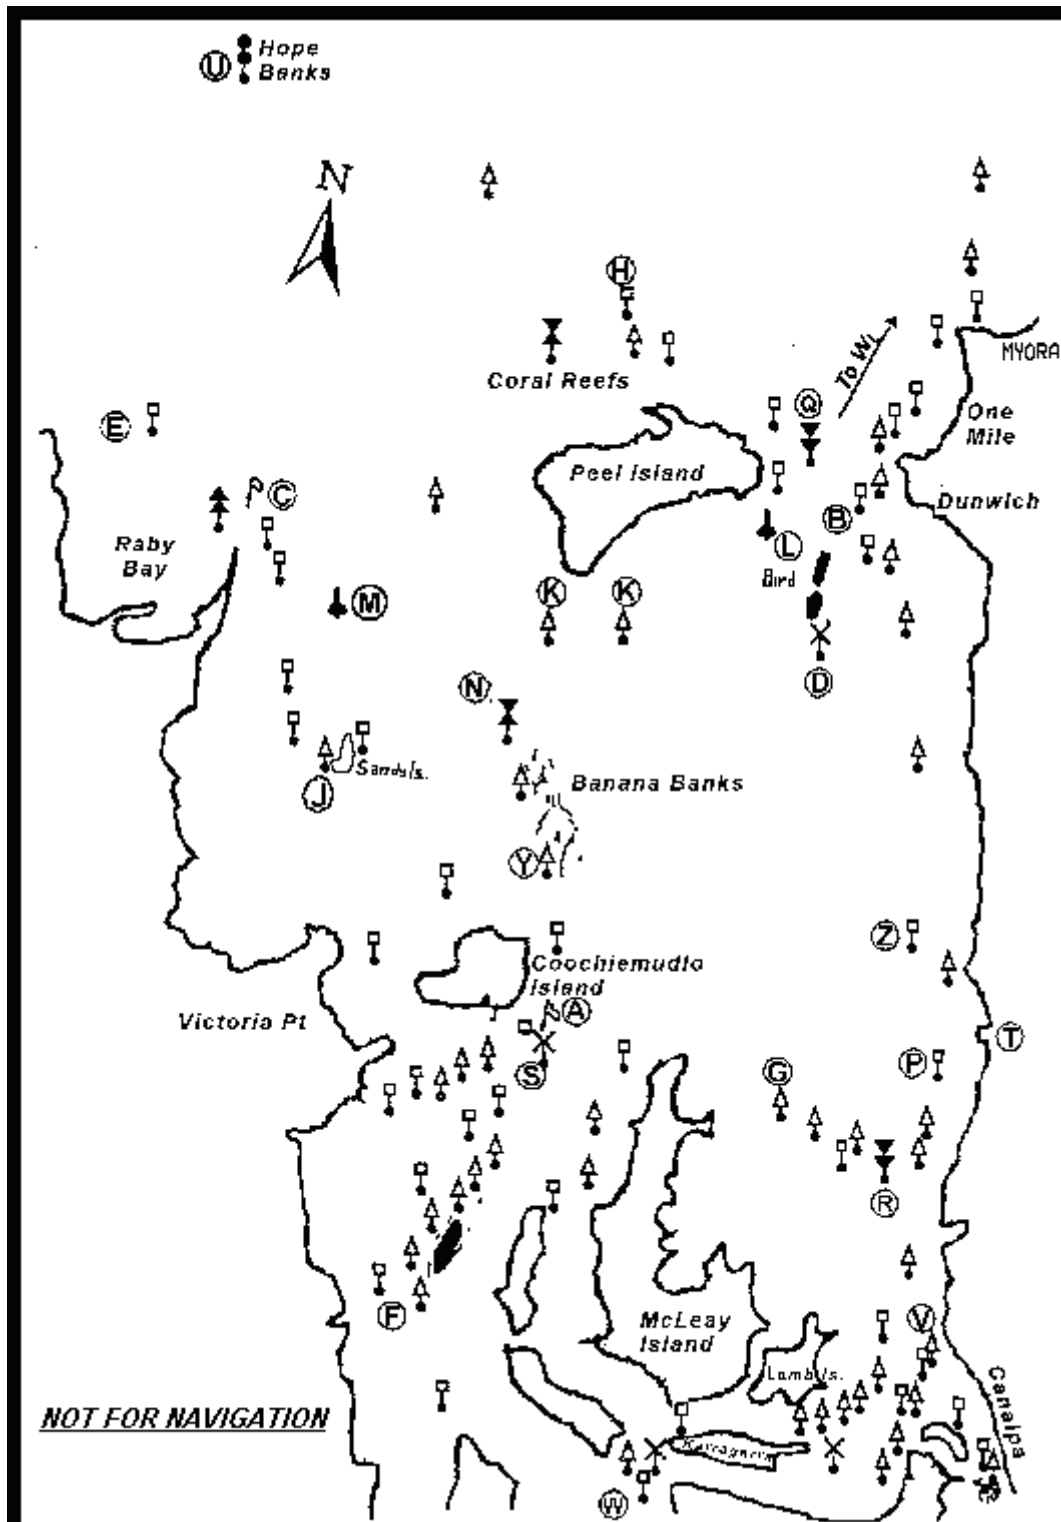 U
Hope
Banks
N
H
To W
MYORA
Coral Reefs
Q
One
Mile
E
Peel Island
C
Dunwich
B
Raby
Bay
L
Bird
M
K
K
D
N
Sandy Is.
Banana Banks
J
Y
Z
Coochiemudlo
Island
A
Victoria Pt
T
S
P
G
R
F
McLeay
Island
V
Lamb Is.
Canaipa
NOT FOR NAVIGATION
W